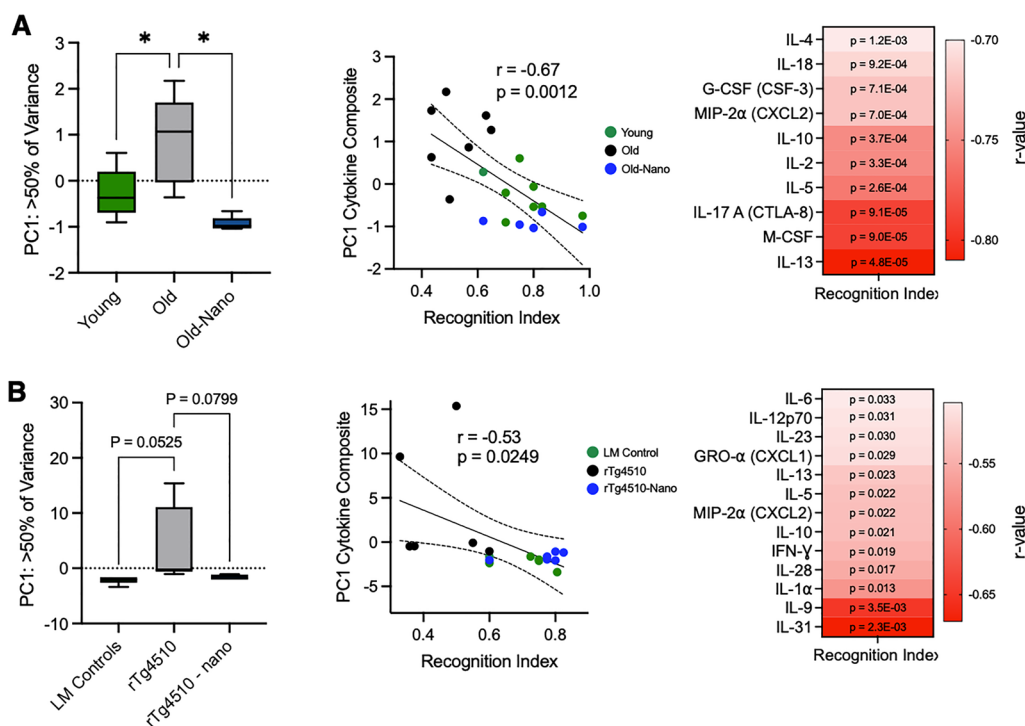 A
PC1: >50% of Variance
3
2
1
0
-1
-2
*
*
Young
Old
Old-Nano
PC1 Cytokine Composite
3
2
1
0
-1
-2
r = -0.67
p = 0.0012
0.4
0.6
0.8
1.0
Recognition Index
Young
Old
Old-Nano
IL-4
p = 1.2E-03
IL-18
p = 9.2E-04
G-CSF (CSF-3)
p = 7.1E-04
MIP-2α (CXCL2)
p = 7.0E-04
IL-10
p = 3.7E-04
IL-2
p = 3.3E-04
IL-5
p = 2.6E-04
IL-17 A (CTLA-8)
p = 9.1E-05
M-CSF
p = 9.0E-05
IL-13
p = 4.8E-05
Recognition Index
-0.70
-0.75
-0.80
r-value
B
PC1: >50% of Variance
30
20
10
0
-10
P = 0.0799
P = 0.0525
LM Controls
rTg4510
rTg4510 - nano
PC1 Cytokine Composite
15
10
5
0
-5
r = -0.53
p = 0.0249
0.4
0.6
0.8
Recognition Index
LM Control
rTg4510
rTg4510-Nano
IL-6
p = 0.033
IL-12p70
p = 0.031
IL-23
p = 0.030
GRO-α (CXCL1)
p = 0.029
IL-13
p = 0.023
IL-5
p = 0.022
MIP-2α (CXCL2)
p = 0.022
IL-10
p = 0.021
IFN-Ɣ
p = 0.019
IL-28
p = 0.017
IL-1α
p = 0.013
IL-9
p = 3.5E-03
IL-31
p = 2.3E-03
Recognition Index
-0.55
-0.60
-0.65
r-value